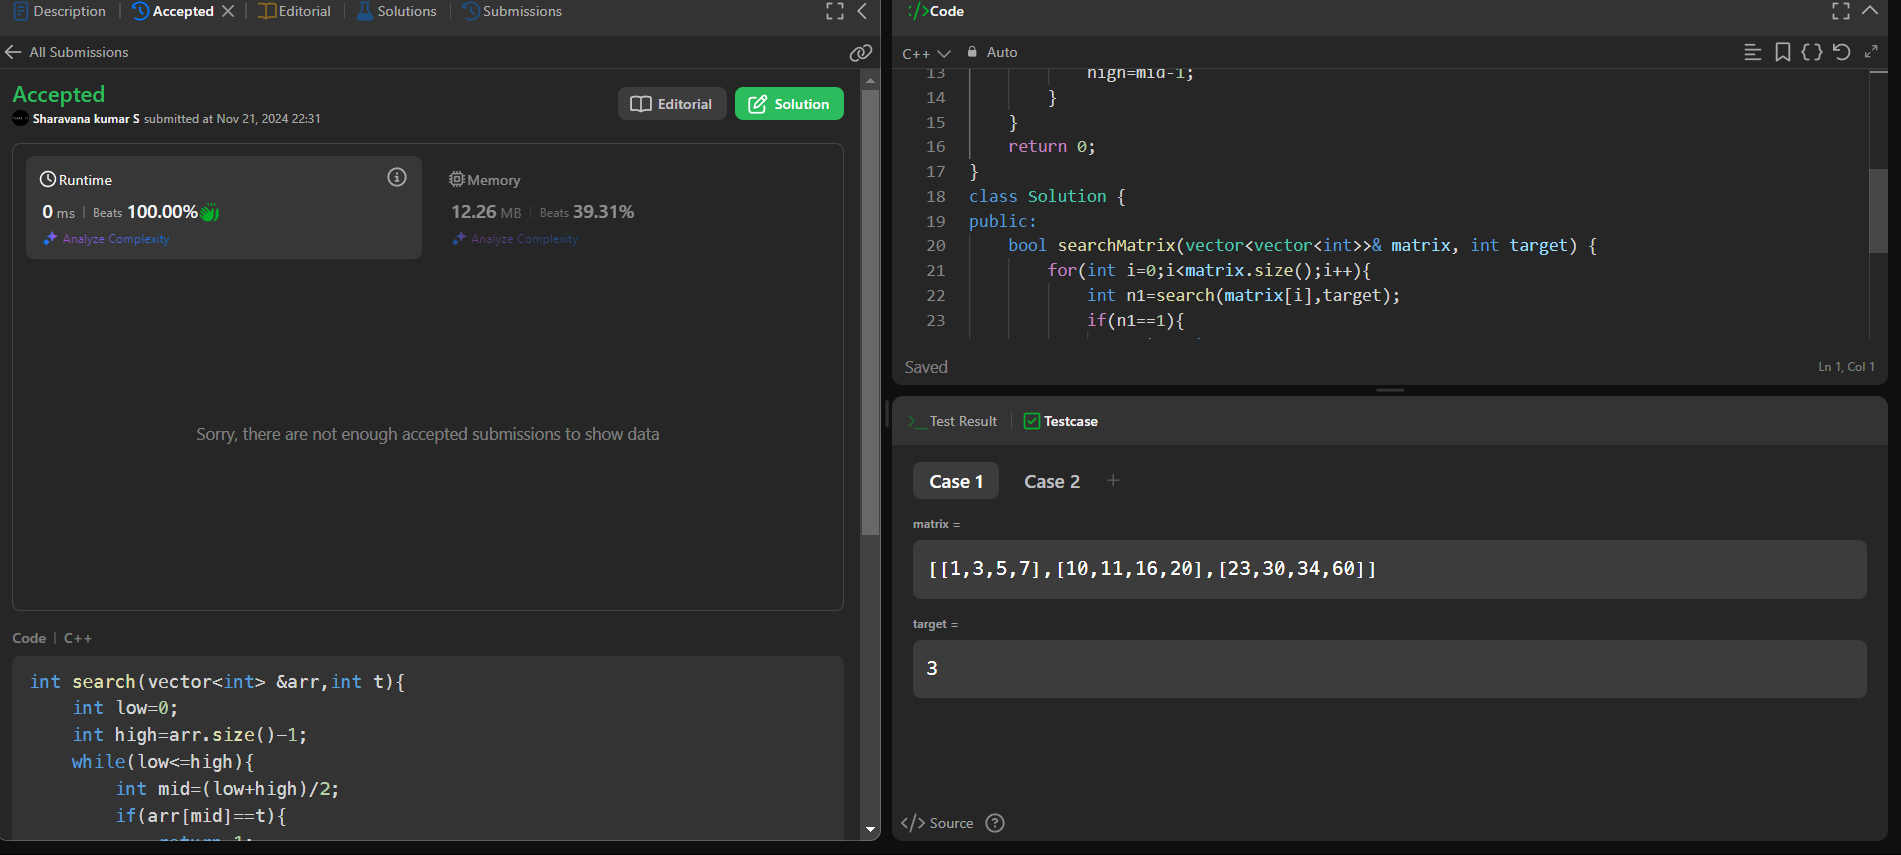 Description | Accepted | Editorial | Solutions | Submissions
All Submissions
Accepted
Sharavana kumar S submitted at Nov 21, 2024 22:31
Editorial
Solution
Runtime
0 ms | Beats 100.00%
Analyze Complexity
Memory
12.26 MB | Beats 39.31%
Analyze Complexity
Sorry, there are not enough accepted submissions to show data
Code | C++
int search(vector<int> &arr,int t){
int low=0;
int high=arr.size()-1;
while(low<=high){
int mid=(low+high)/2;
if(arr[mid]==t){
return 1;
</>Code
C++ Auto
13 high=mid-1;
14 }
15 }
16 return 0;
17 }
18 class Solution {
19 public:
20 bool searchMatrix(vector<vector<int>>& matrix, int target) {
21 for(int i=0;i<matrix.size();i++){
22 int n1=search(matrix[i],target);
23 if(n1==1){
Saved
Ln 1, Col 1
>_ Test Result | Testcase
Case 1 Case 2 +
matrix =
[[1,3,5,7],[10,11,16,20],[23,30,34,60]]
target =
3
</> Source ?